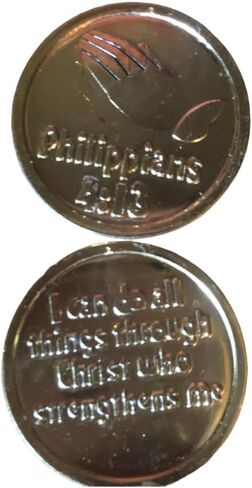 Philippians
4:13
I can do all
things through
Christ who
strengthens me